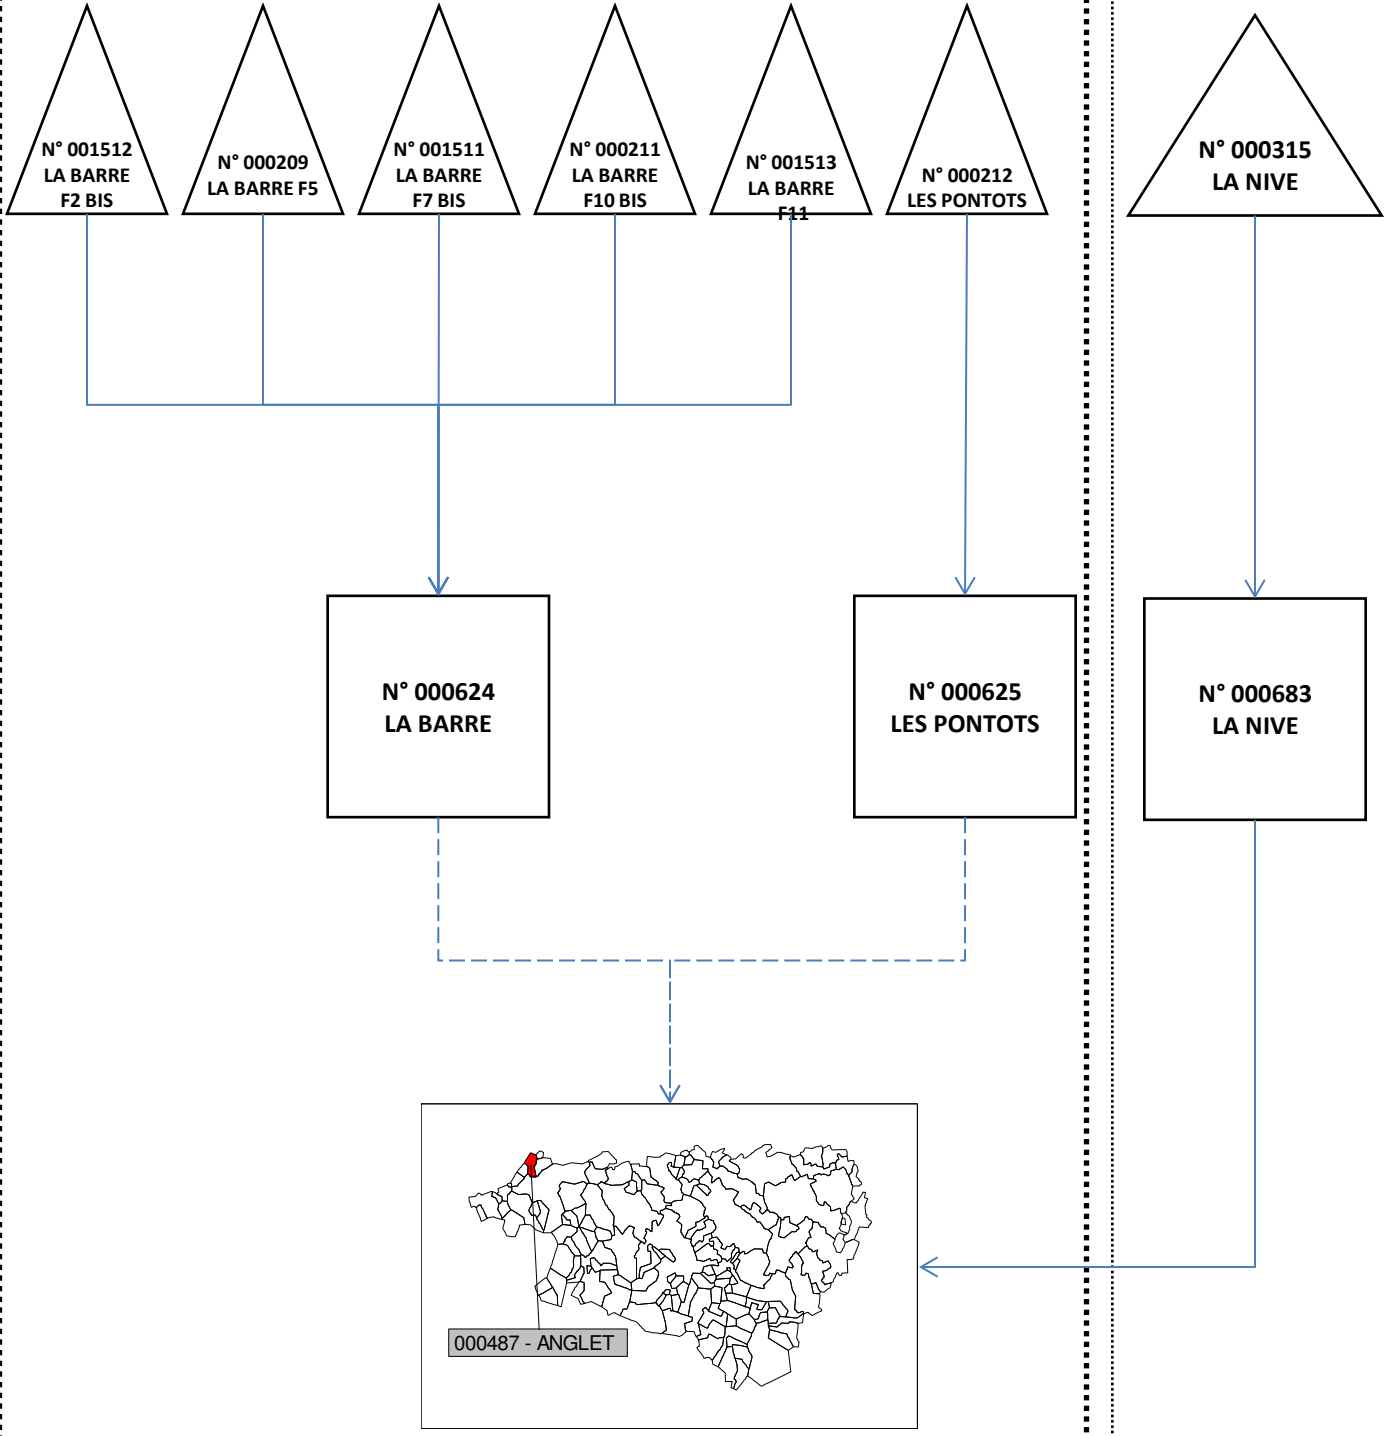 N° 001512
LA BARRE
F2 BIS
N° 000209
LA BARRE F5
N° 001511
LA BARRE
F7 BIS
N° 000211
LA BARRE
F10 BIS
N° 001513
LA BARRE
F11
N° 000212
LES PONTOTS
N° 000315
LA NIVE
N° 000624
LA BARRE
N° 000625
LES PONTOTS
N° 000683
LA NIVE
000487 - ANGLET